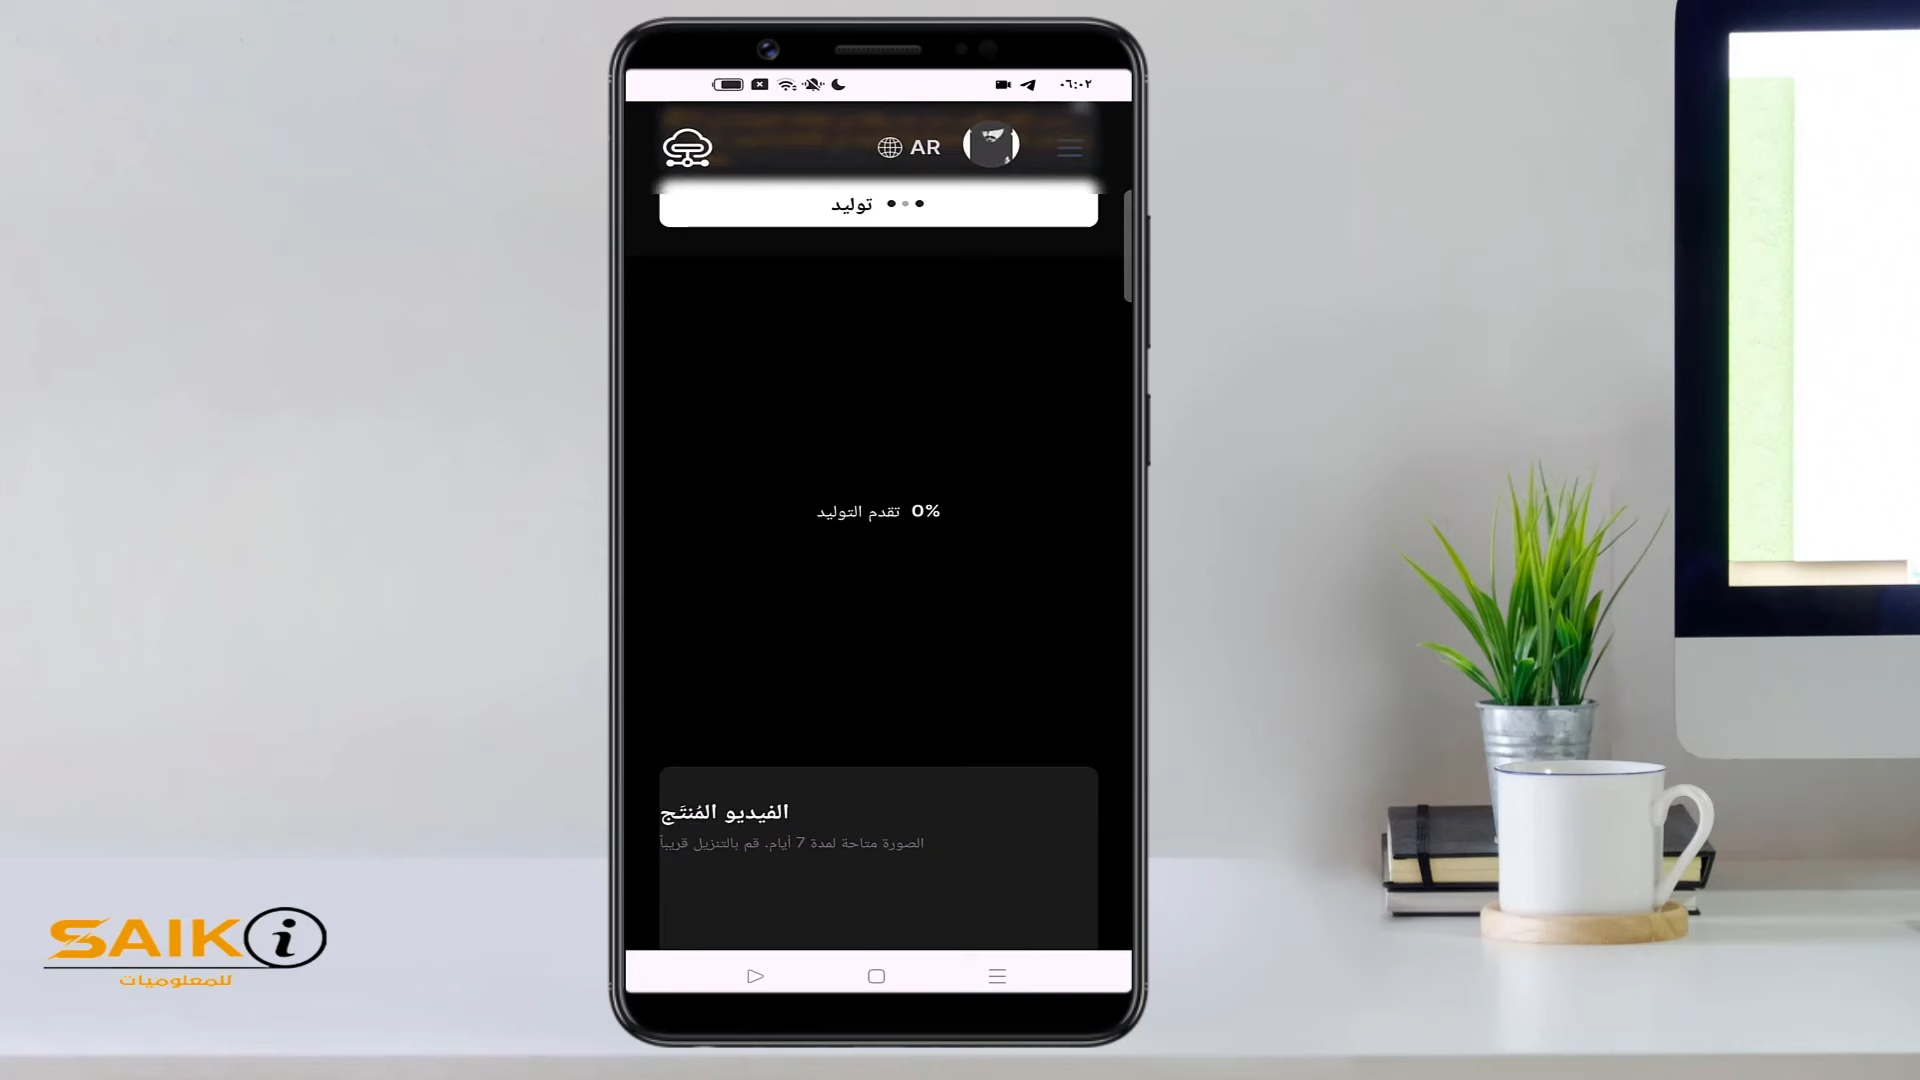 ٠٦:٠٢
AR
توليد
0% تقدم التوليد
الفيديو المُنتَج
الصورة متاحة لمدة 7 أيام. قم بالتنزيل قريباً
SAIKi
للمعلوميات